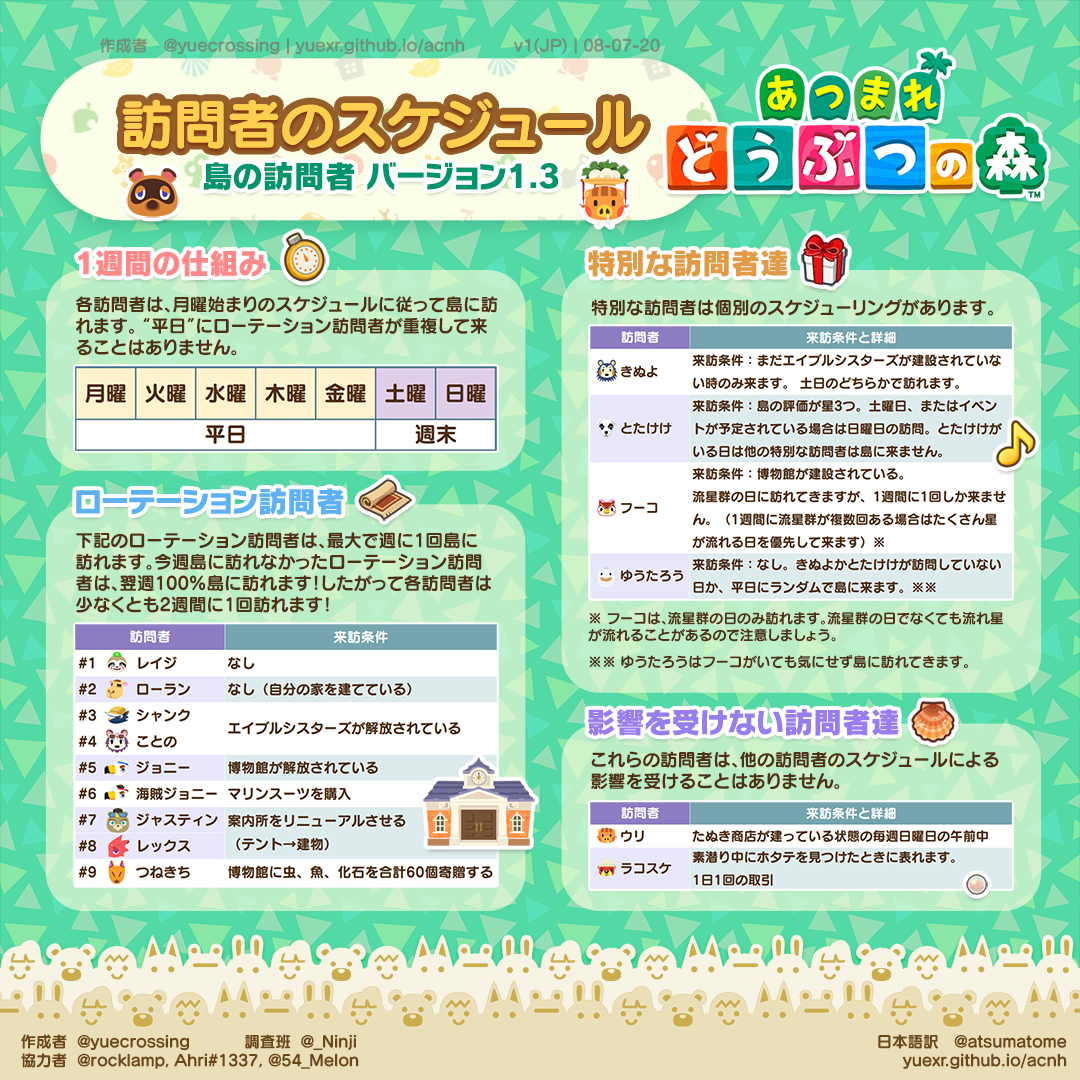 作成者 @yuecrossing | yuexr.github.io/acnh v1(JP) | 08-07-20
訪問者のスケジュール
島の訪問者 バージョン1.3
あつまれ
どうぶつの森
TM
1週間の仕組み
各訪問者は、月曜始まりのスケジュールに従って島に訪
れます。“平日”にローテーション訪問者が重複して来
ることはありません。
月曜 火曜 水曜 木曜 金曜 土曜 日曜
平日 週末
ローテーション訪問者
下記のローテーション訪問者は、最大で週に1回島に
訪れます。今週島に訪れなかったローテーション訪問
者は、翌週100%島に訪れます！したがって各訪問者は
少なくとも2週間に1回訪れます！
訪問者 来訪条件
#1 レイジ なし
#2 ローラン なし（自分の家を建てている）
#3 シャンク
エイブルシスターズが解放されている
#4 ことの
#5 ジョニー 博物館が解放されている
#6 海賊ジョニー マリンスーツを購入
#7 ジャスティン 案内所をリニューアルさせる
#8 レックス （テント→建物）
#9 つねきち 博物館に虫、魚、化石を合計60個寄贈する
特別な訪問者達
特別な訪問者は個別のスケジューリングがあります。
訪問者 来訪条件と詳細
きぬよ
来訪条件：まだエイブルシスターズが建設されていな
い時のみ来ます。 土日のどちらかで訪れます。
とたけけ
来訪条件：島の評価が星3つ。土曜日、またはイベン
トが予定されている場合は日曜日の訪問。とたけけが
いる日は他の特別な訪問者は島に来ません。
フーコ
来訪条件：博物館が建設されている。
流星群の日に訪れてきますが、1週間に1回しか来ませ
ん。（1週間に流星群が複数回ある場合はたくさん星
が流れる日を優先して来ます）※
ゆうたろう
来訪条件：なし。きぬよかとたけけが訪問していない
日か、平日にランダムで島に来ます。※※
※ フーコは、流星群の日のみ訪れます。流星群の日でなくても流れ星
が流れることがあるので注意しましょう。
※※ ゆうたろうはフーコがいても気にせず島に訪れてきます。
影響を受けない訪問者達
これらの訪問者は、他の訪問者のスケジュールによる
影響を受けることはありません。
訪問者 来訪条件と詳細
ウリ たぬき商店が建っている状態の毎週日曜日の午前中
ラコスケ
素潜り中にホタテを見つけたときに表れます。
1日1回の取引
作成者 @yuecrossing 調査班 @_Ninji
協力者 @rocklamp, Ahri#1337, @54_Melon
日本語訳 @atsumatome
yuexr.github.io/acnh